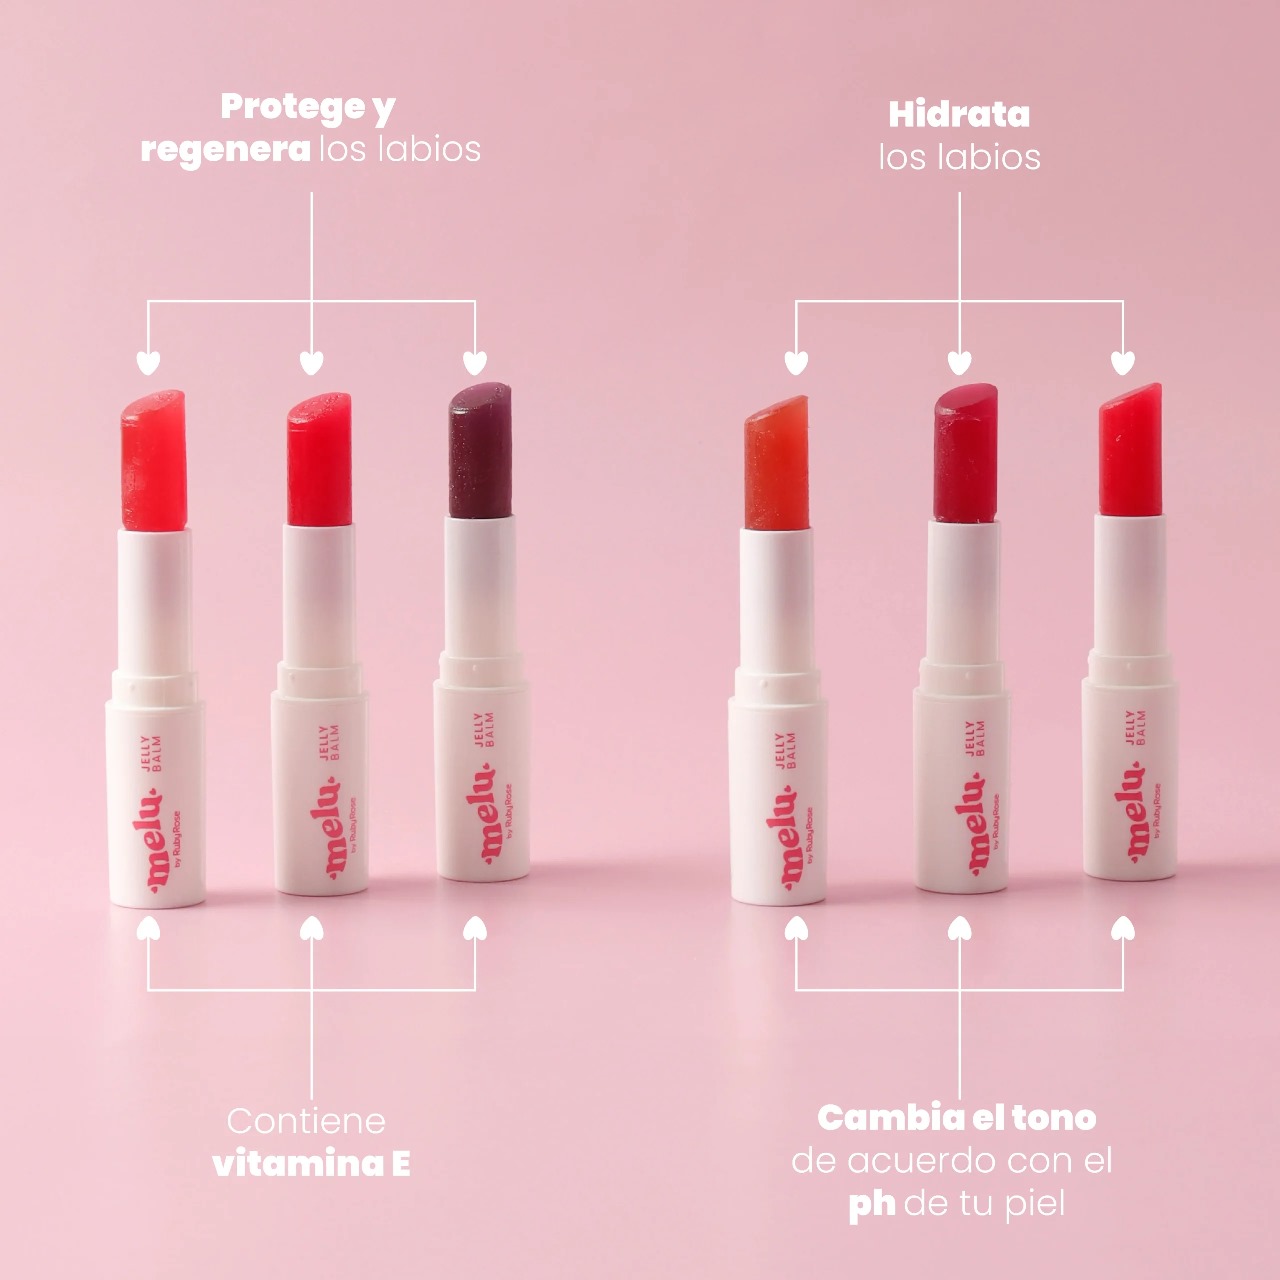 Protege y
regenera los labios
Hidrata
los labios
JELLY
BALM
melu
by RubyRose
JELLY
BALM
melu
by RubyRose
JELLY
BALM
melu
by RubyRose
JELLY
BALM
melu
by RubyRose
JELLY
BALM
melu
by RubyRose
JELLY
BALM
melu
by RubyRose
Contiene
vitamina E
Cambia el tono
de acuerdo con el
ph de tu piel